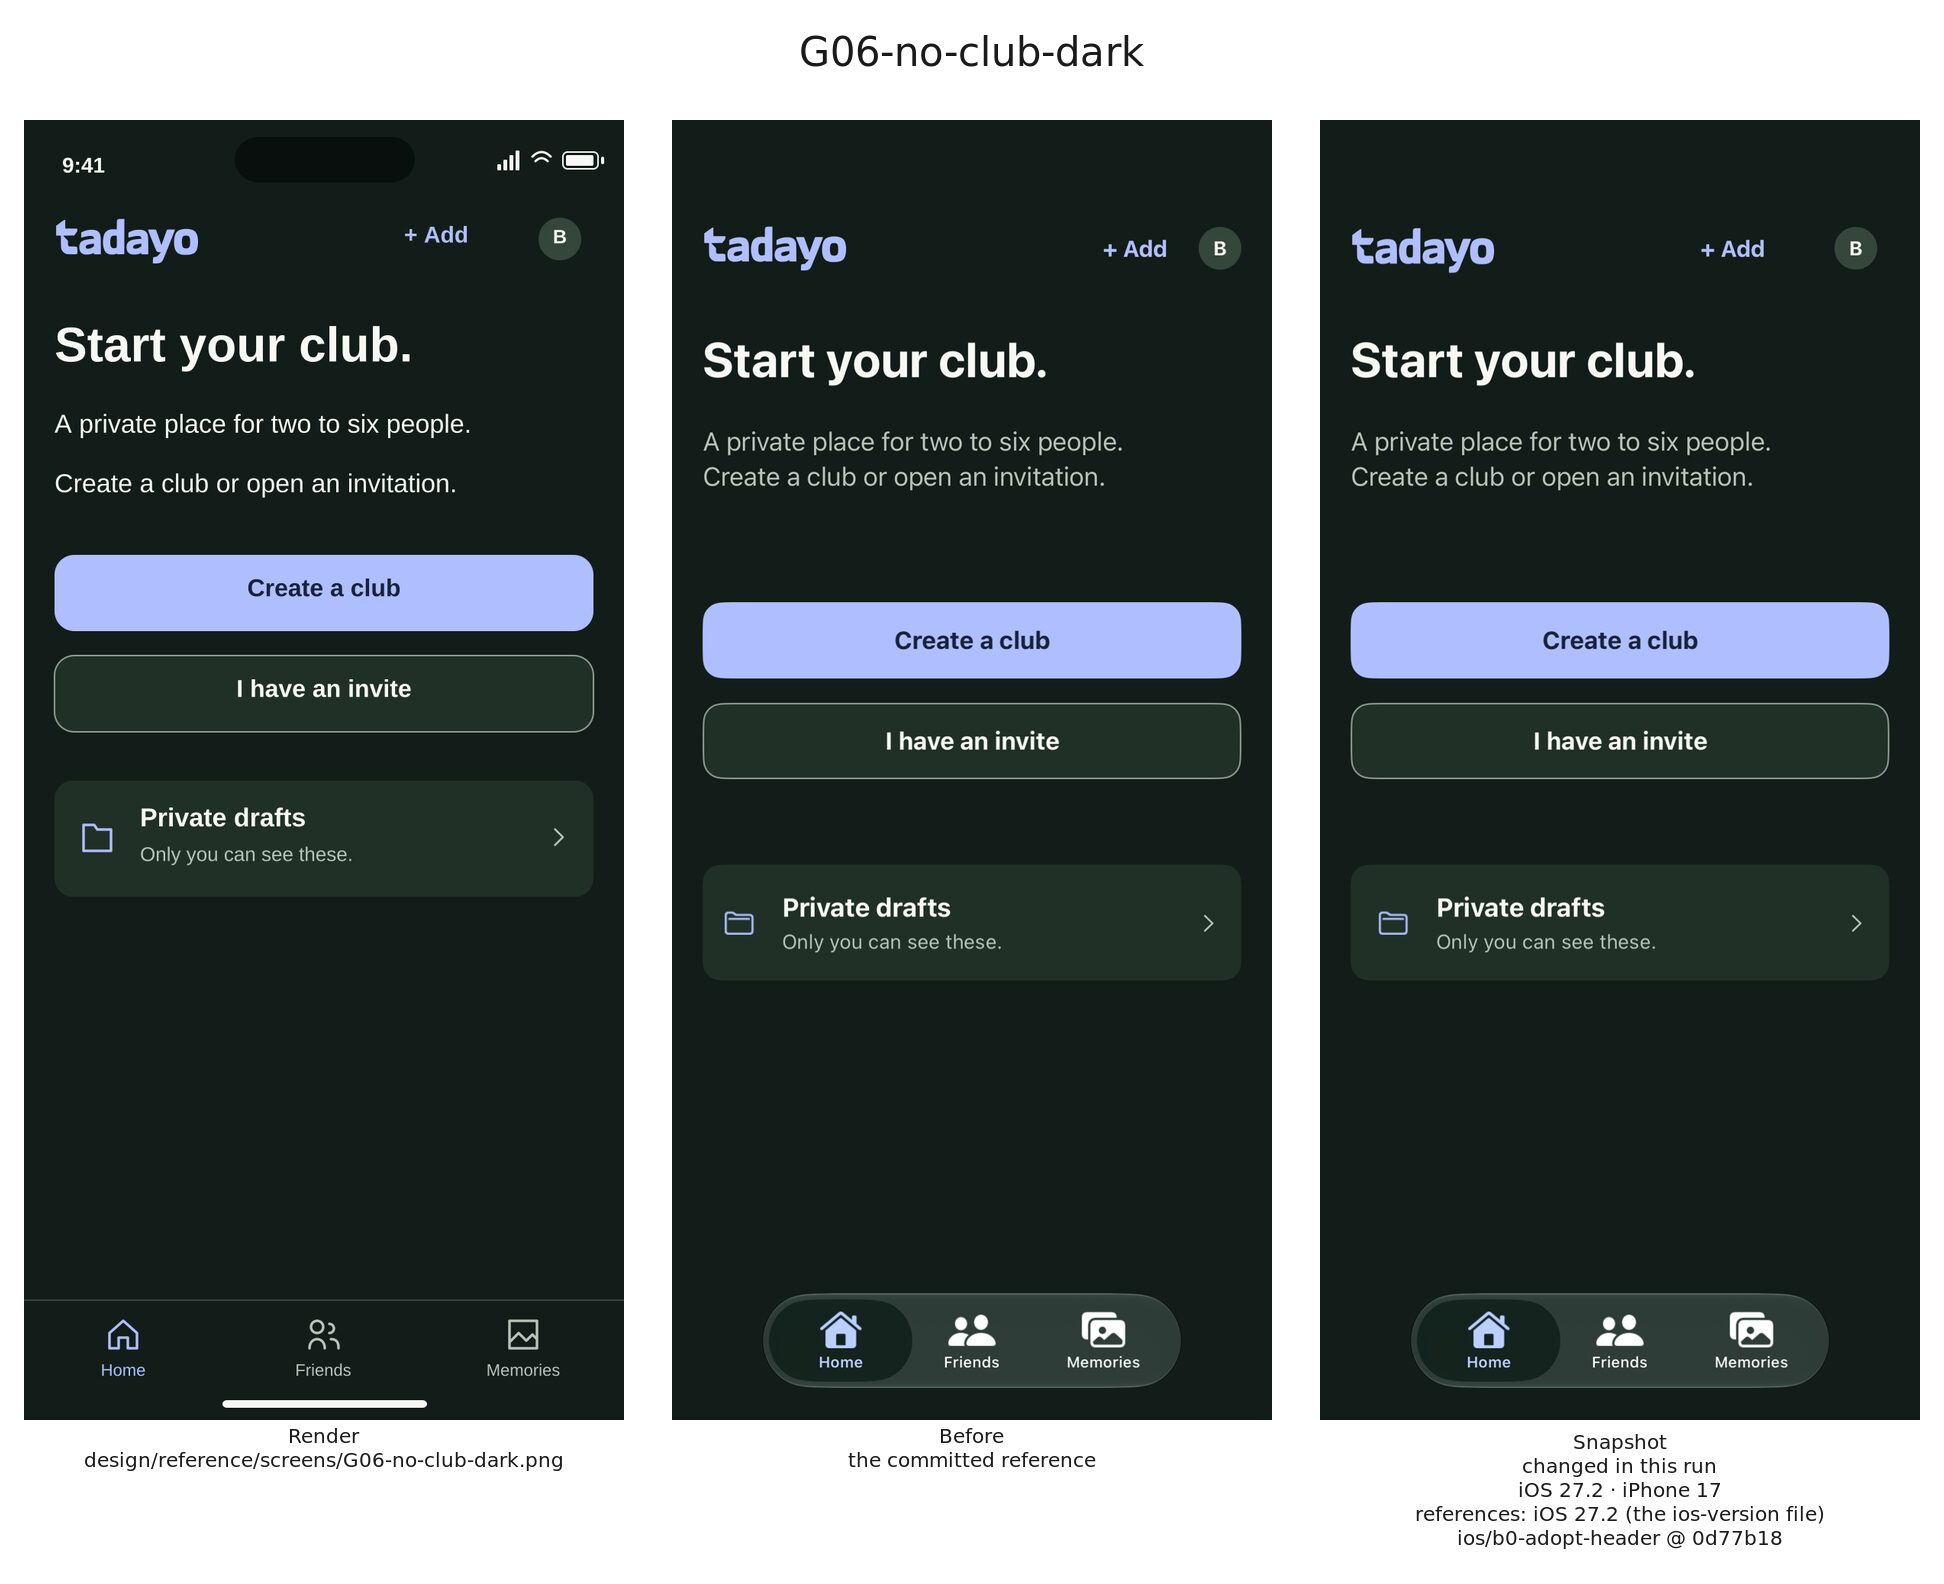 G06-no-club-dark
9:41
tadayo
+ Add
B
Start your club.
A private place for two to six people.
Create a club or open an invitation.
Create a club
I have an invite
Private drafts
Only you can see these.
Home
Friends
Memories
Render
design/reference/screens/G06-no-club-dark.png
tadayo
+ Add
B
Start your club.
A private place for two to six people.
Create a club or open an invitation.
Create a club
I have an invite
Private drafts
Only you can see these.
Home
Friends
Memories
Before
the committed reference
tadayo
+ Add
B
Start your club.
A private place for two to six people.
Create a club or open an invitation.
Create a club
I have an invite
Private drafts
Only you can see these.
Home
Friends
Memories
Snapshot
changed in this run
iOS 27.2 · iPhone 17
references: iOS 27.2 (the ios-version file)
ios/b0-adopt-header @ 0d77b18